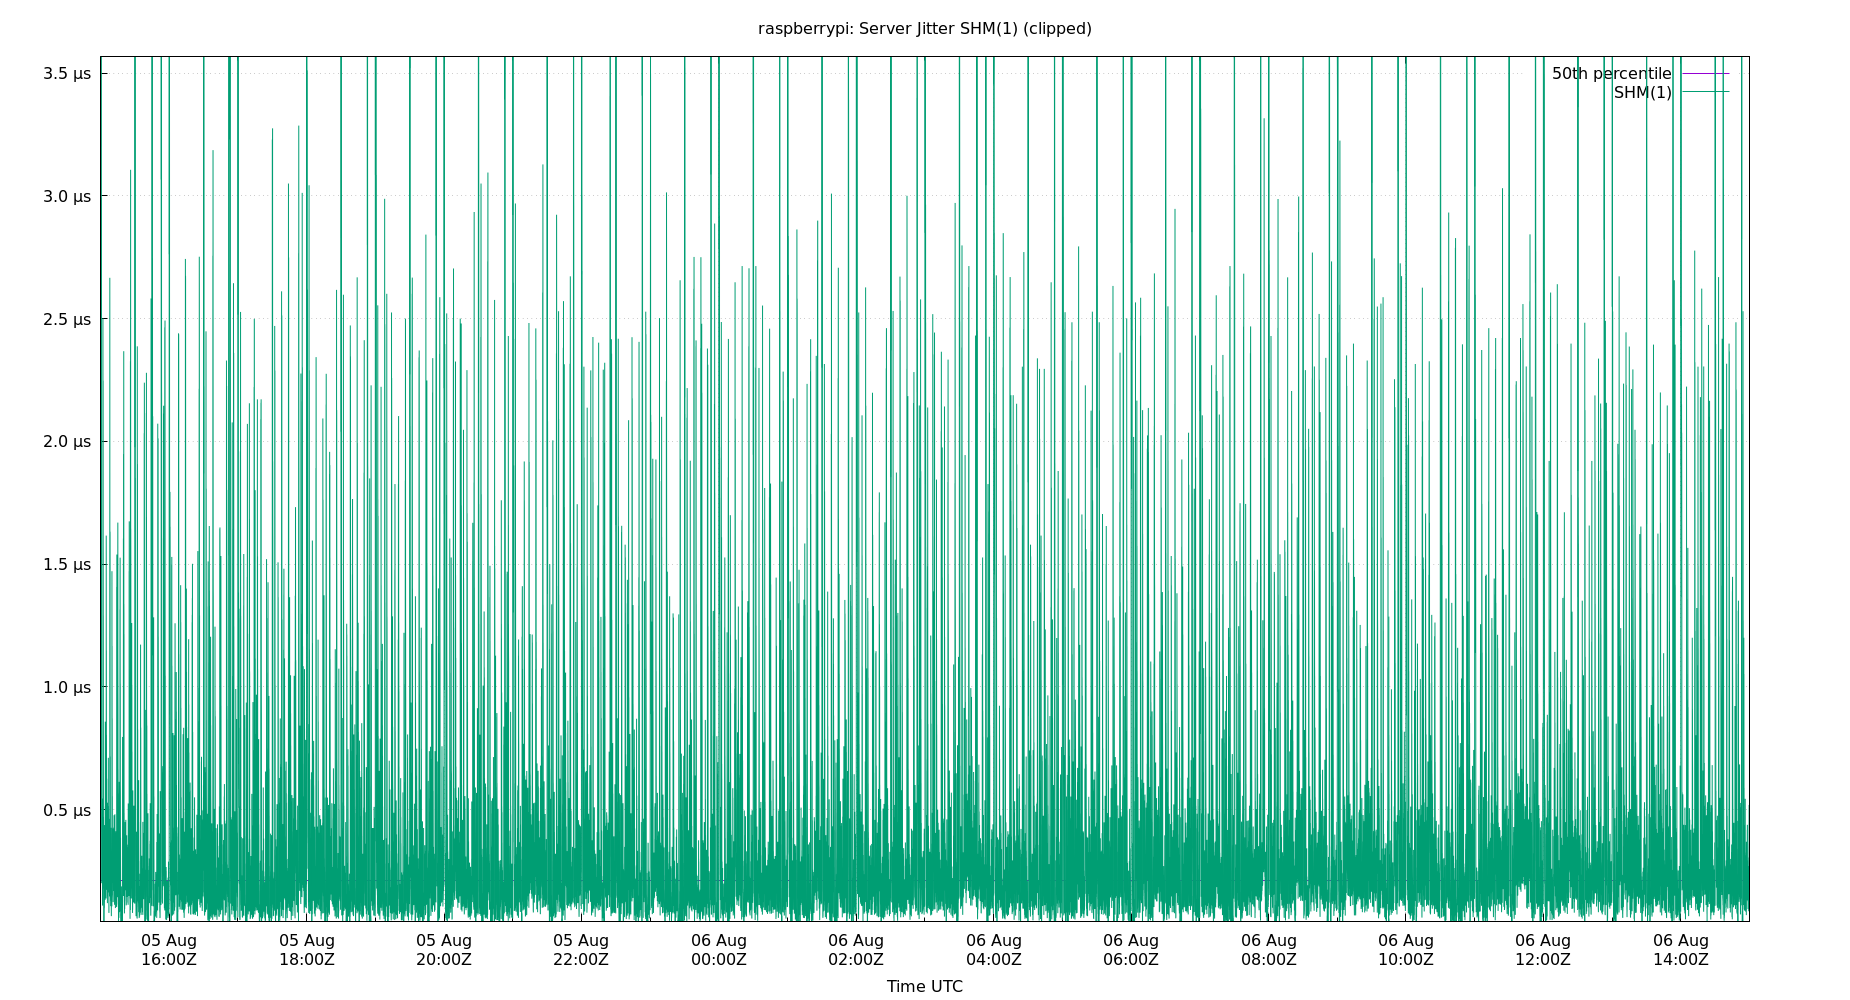 raspberrypi: Server Jitter SHM(1) (clipped)
3.5 µs
3.0 µs
2.5 µs
2.0 µs
1.5 µs
1.0 µs
0.5 µs
50th percentile
SHM(1)
05 Aug 05 Aug 05 Aug 05 Aug 06 Aug 06 Aug 06 Aug 06 Aug 06 Aug 06 Aug 06 Aug 06 Aug
16:00Z 18:00Z 20:00Z 22:00Z 00:00Z 02:00Z 04:00Z 06:00Z 08:00Z 10:00Z 12:00Z 14:00Z
Time UTC